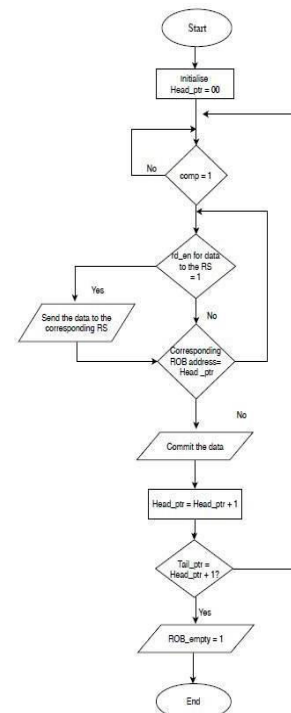 Start
Initialise
Head_ptr = 00
No
comp = 1
rd_en for data
to the RS
= 1
Yes
Send the data to the
corresponding RS
No
Corresponding
ROB address=
Head _ptr
No
Commit the data
Head_ptr = Head_ptr + 1
Tail_ptr =
Head_ptr + 1?
Yes
ROB_empty = 1
End